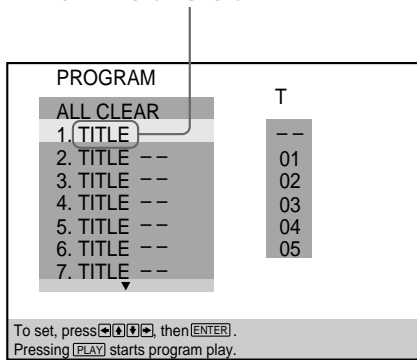 PROGRAM
T
ALL CLEAR
1. TITLE
– –
2. TITLE – –
01
3. TITLE – –
02
4. TITLE – –
03
5. TITLE – –
04
6. TITLE – –
05
7. TITLE – –
To set, press ←↑↓→, then ENTER.
Pressing PLAY starts program play.